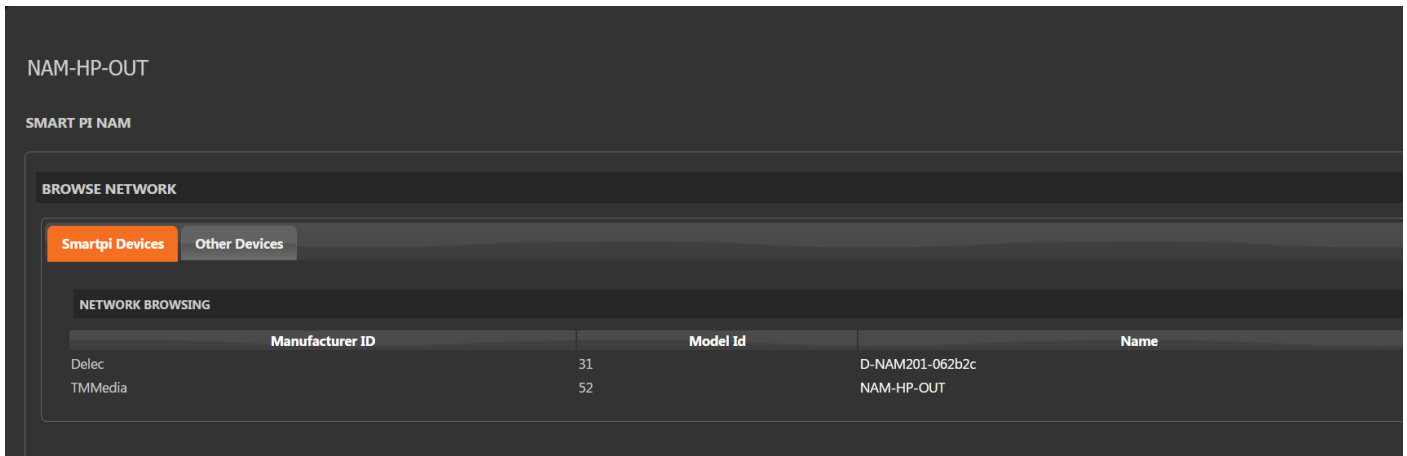 NAM-HP-OUT
SMART PI NAM
BROWSE NETWORK
Smartpi Devices Other Devices
NETWORK BROWSING
Manufacturer ID Model Id Name
Delec 31 D-NAM201-062b2c
TMMedia 52 NAM-HP-OUT